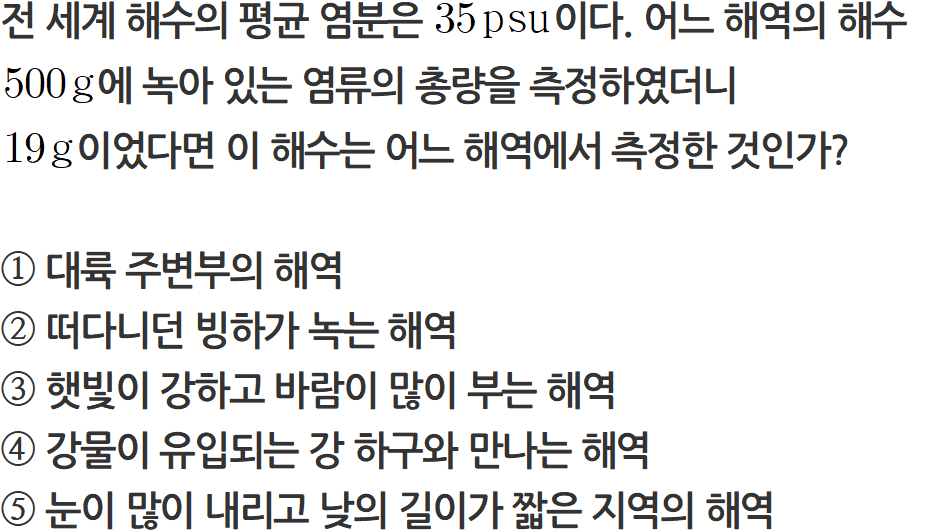 전 세계 해수의 평균 염분은 35 psu이다. 어느 해역의 해수
500 g에 녹아 있는 염류의 총량을 측정하였더니
19 g이었다면 이 해수는 어느 해역에서 측정한 것인가?
① 대륙 주변부의 해역
② 떠다니던 빙하가 녹는 해역
③ 햇빛이 강하고 바람이 많이 부는 해역
④ 강물이 유입되는 강 하구와 만나는 해역
⑤ 눈이 많이 내리고 낮의 길이가 짧은 지역의 해역